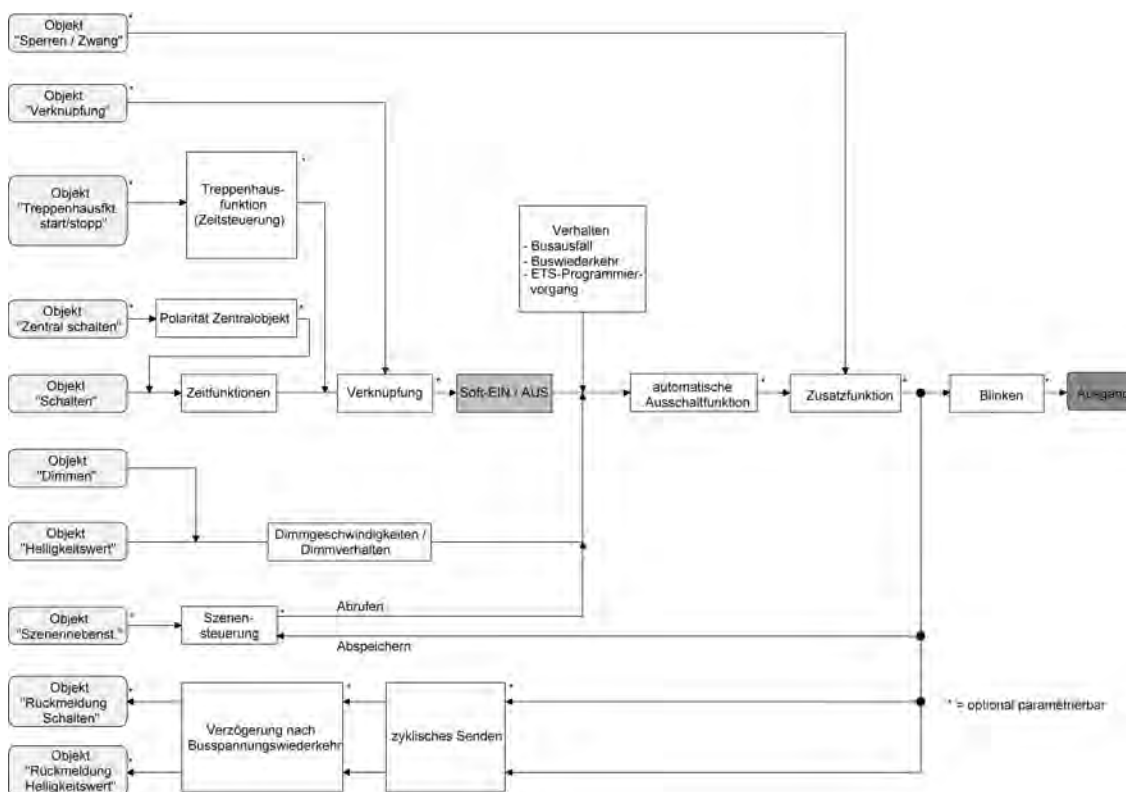 Objekt
"Sperren / Zwang"
*
Objekt
"Verknüpfung"
*
Objekt
"Treppenhausfkt.
start/stopp"
*
Treppenhaus-
funktion
(Zeitsteuerung)
*
Verhalten
- Busausfall
- Buswiederkehr
- ETS-Programmier-
vorgang
Objekt
"Zentral schalten"
*
Polarität Zentralobjekt
*
Objekt
"Schalten"
Zeitfunktionen
Verknüpfung
*
Soft-EIN / AUS
automatische
Ausschaltfunktion
*
Zusatzfunktion
*
Blinken
*
Ausgang
Objekt
"Dimmen"
Objekt
"Helligkeitswert"
Dimmgeschwindigkeiten /
Dimmverhalten
Objekt
"Szenennebenst."
*
Szenen-
steuerung
*
Abrufen
Abspeichern
Objekt
"Rückmeldung
Schalten"
*
Verzögerung nach
Busspannungswiederkehr
*
zyklisches Senden
*
* = optional parametrierbar
Objekt
"Rückmeldung
Helligkeitswert"
*